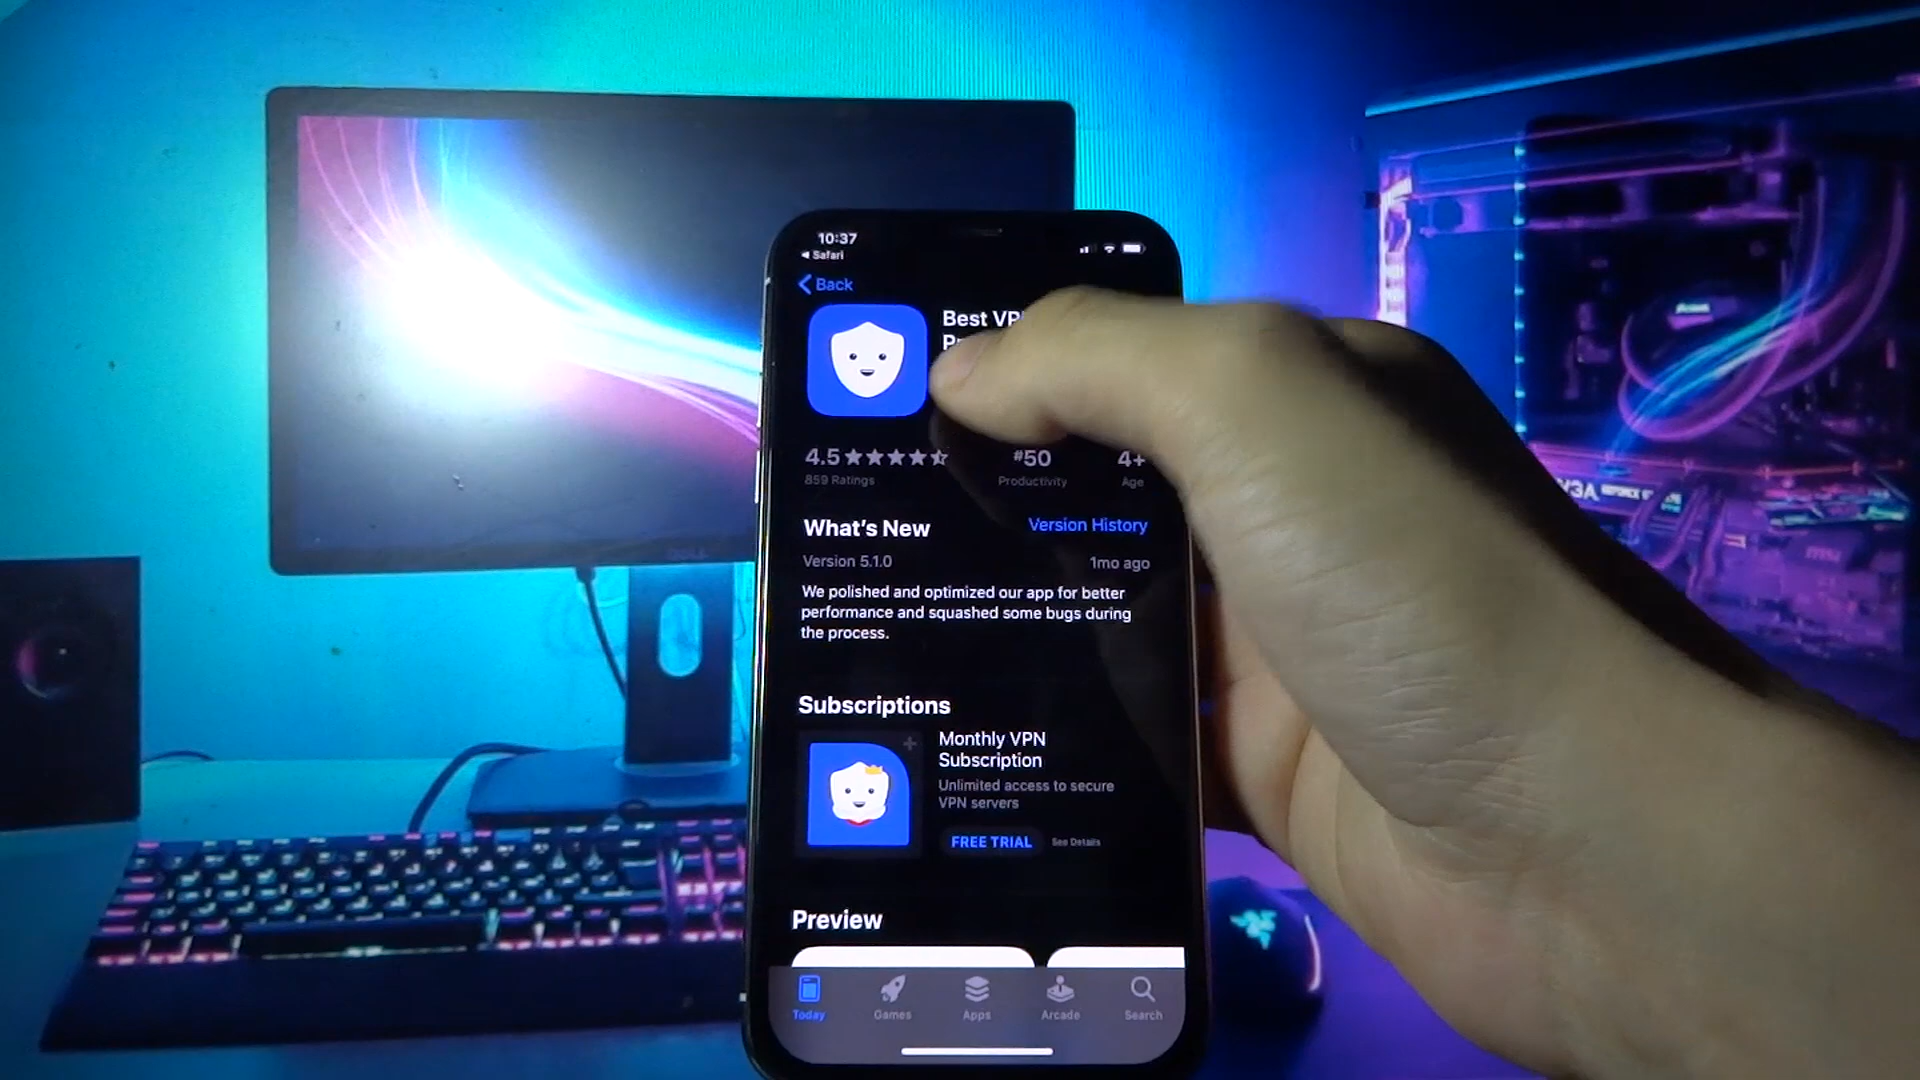 10:37
Safari
Back
Best
4.5
#50
4+
859 Ratings
Productivity
Age
What's New
Version History
Version 5.1.0
1mo ago
We polished and optimized our app for better
performance and squashed some bugs during
the process.
Subscriptions
Monthly VPN
Subscription
Unlimited access to secure
VPN servers
FREE TRIAL
See Details
Preview
Today
Games
Apps
Arcade
Search